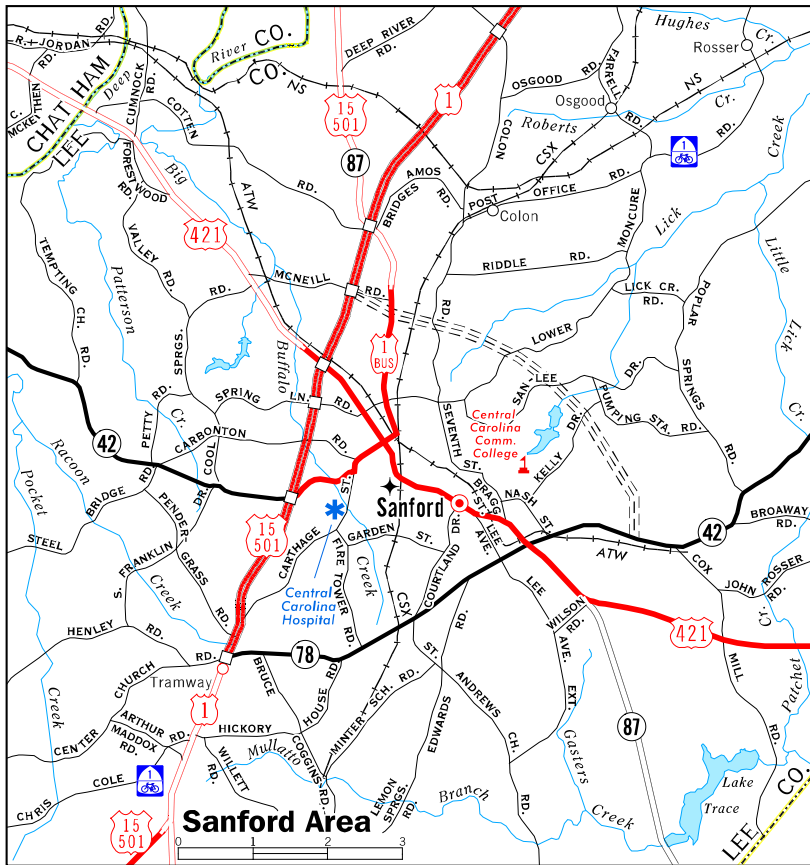 R. JORDAN RD.
RD.
C.
MCKEITHEN
CHATHAM
LEE
Deep
River
CO.
CO.
NS
CUMNOCK RD.
COTTEN
RD.
FORESTWOOD
RD.
Big
ATW
DEEP RIVER
RD.
15
501
87
1
Hughes
Cr.
Rosser
FARRELL
RD.
OSGOOD
RD.
Osgood
NS
Cr.
Roberts
CSX
RD.
1
Creek
COLON
AMOS
BRIDGES
RD.
POST
OFFICE
RD.
Colon
MONCURE
Lick
Little
421
TEMPTING CH. RD.
Patterson
VALLEY RD.
MCNEILL
RD.
RD.
RIDDLE RD.
LICK CR.
RD.
POPLAR
LOWER
Lick
SPRGS.
Buffalo
1
BUS
RD.
SAN-LEE
DR.
SPRINGS
RD.
PUMPING STA. RD.
PETTY RD.
Cr.
SPRING LN. RD.
SEVENTH
ST.
Central
Carolina
Comm.
College
KELLY DR.
Cr.
42
CARBONTON
RD.
COOL
DR.
Racoon
Pocket
STEEL BRIDGE RD.
PENDER
GRASS
RD.
ST.
Sanford
BRAGG
ST.
NASH
ST.
LEE
AVE.
42
BROAWAY
RD.
15
501
CARTHAGE
GARDEN ST.
DR.
COURTLAND
ATW
COX
JOHN ROSSER
RD.
S. FRANKLIN
Creek
FIRE TOWER RD.
Creek
CSX
LEE
AVE.
EXT.
WILSON
RD.
Cr.
Central
Carolina
Hospital
HENLEY RD.
421
MILL
RD.
Patchet
78
CHURCH RD.
Tramway
BRUCE
COGGINS RD.
HOUSE RD.
MINTER SCH. RD.
ST.
ANDREWS
CH.
RD.
EDWARDS
RD.
Creek
1
CENTER
ARTHUR RD.
MADDOX
RD.
HICKORY
WILLETT
RD.
Mullatto
Branch
Gasters
Creek
87
1
CHRIS COLE
LEMON
SPRGS.
RD.
Lake
Trace
LEE CO.
15
501
Sanford Area
0 1 2 3